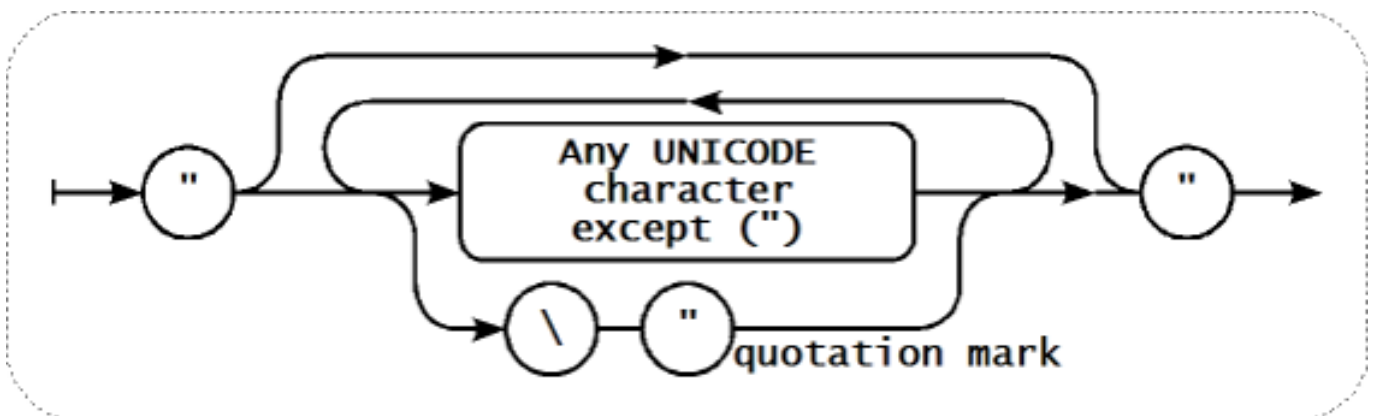 "
Any UNICODE
character
except (")
"
\
"
quotation mark